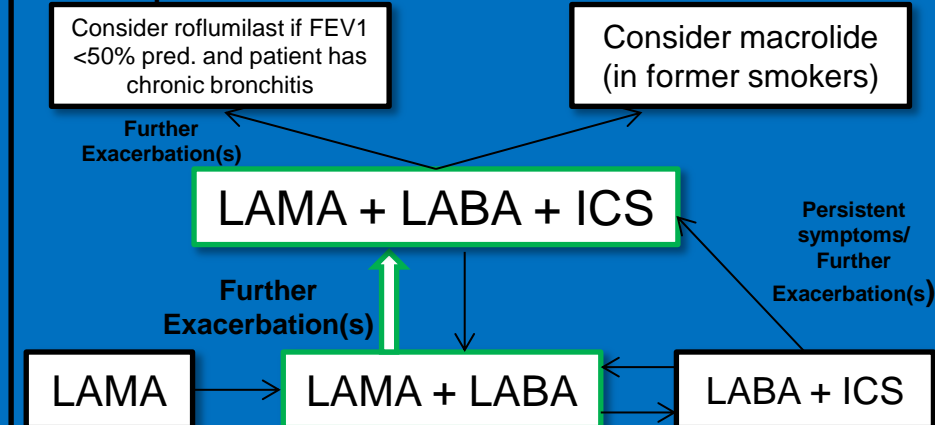 Consider roflumilast if FEV1
<50% pred. and patient has
chronic bronchitis
Consider macrolide
(in former smokers)
Further
Exacerbation(s)
LAMA + LABA + ICS
Persistent
symptoms/
Further
Exacerbation(s)
Further
Exacerbation(s)
LAMA
LAMA + LABA
LABA + ICS